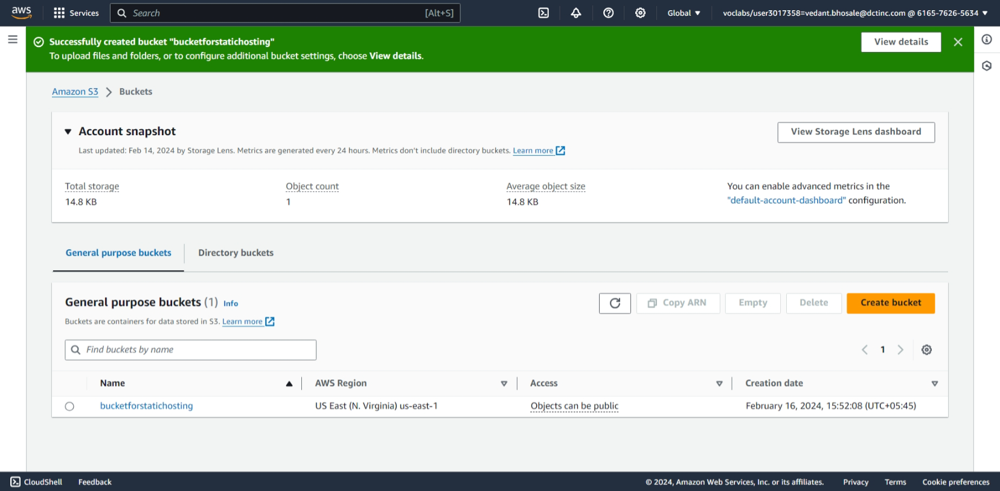 aws
Services
Search
[Alt+S]
Global
voclabs/user3017358=vedant.bhosale@dctinc.com @ 6165-7626-5634
Successfully created bucket "bucketforstatichosting"
To upload files and folders, or to configure additional bucket settings, choose View details.
View details
Amazon S3
Buckets
Account snapshot
Last updated: Feb 14, 2024 by Storage Lens. Metrics are generated every 24 hours. Metrics don't include directory buckets. Learn more
View Storage Lens dashboard
Total storage
14.8 KB
Object count
1
Average object size
14.8 KB
You can enable advanced metrics in the
"default-account-dashboard" configuration.
General purpose buckets
Directory buckets
General purpose buckets (1) Info
Buckets are containers for data stored in S3. Learn more
Copy ARN
Empty
Delete
Create bucket
Find buckets by name
1
Name
AWS Region
Access
Creation date
bucketforstatichosting
US East (N. Virginia) us-east-1
Objects can be public
February 16, 2024, 15:52:08 (UTC+05:45)
CloudShell
Feedback
© 2024, Amazon Web Services, Inc. or its affiliates.
Privacy
Terms
Cookie preferences